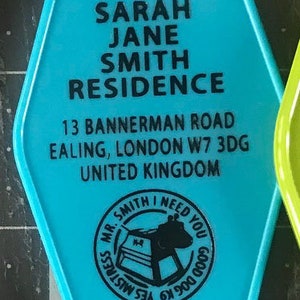 SARAH
JANE
SMITH
RESIDENCE
13 BANNERMAN ROAD
EALING, LONDON W7 3DG
UNITED KINGDOM
MR. SMITH I NEED YOU
GOOD DOG K9
YES MISTRESS